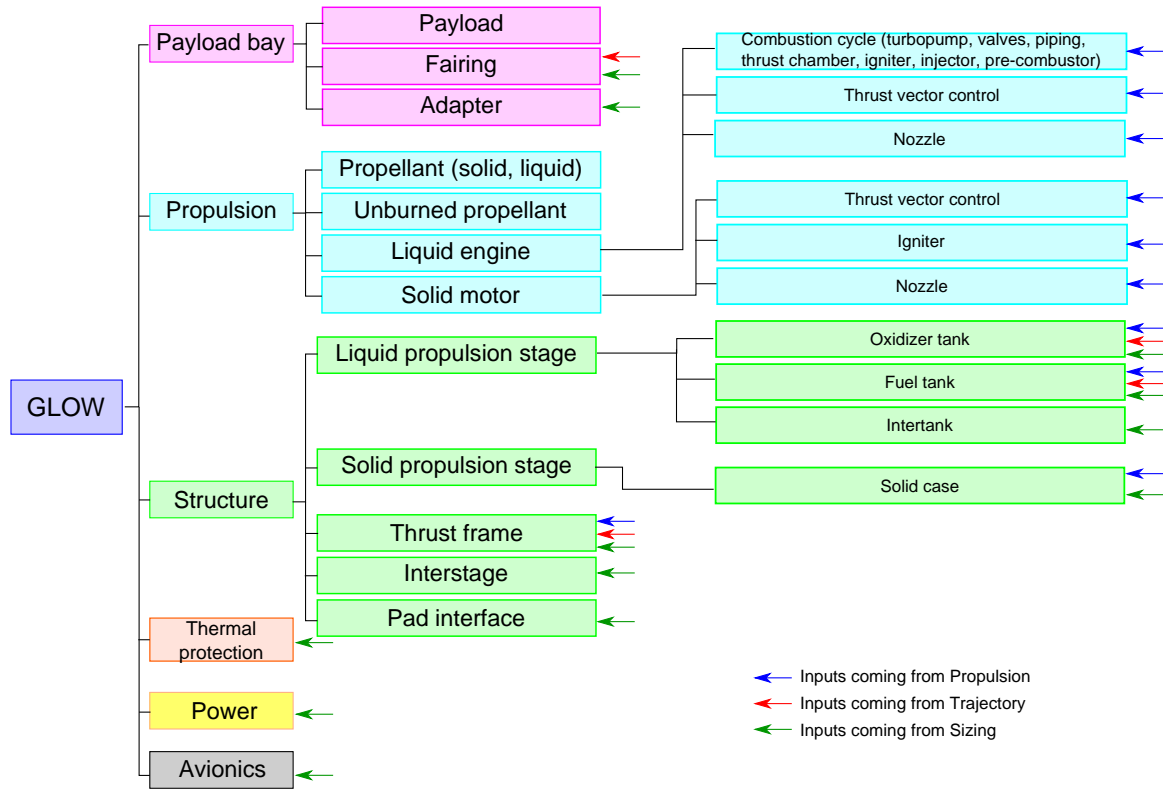 GLOW
Payload bay
Payload
Fairing
Adapter
Propulsion
Propellant (solid, liquid)
Unburned propellant
Liquid engine
Solid motor
Combustion cycle (turbopump, valves, piping,
thrust chamber, igniter, injector, pre-combustor)
Thrust vector control
Nozzle
Thrust vector control
Igniter
Nozzle
Structure
Liquid propulsion stage
Solid propulsion stage
Thrust frame
Interstage
Pad interface
Oxidizer tank
Fuel tank
Intertank
Solid case
Thermal
protection
Power
Avionics
Inputs coming from Propulsion
Inputs coming from Trajectory
Inputs coming from Sizing